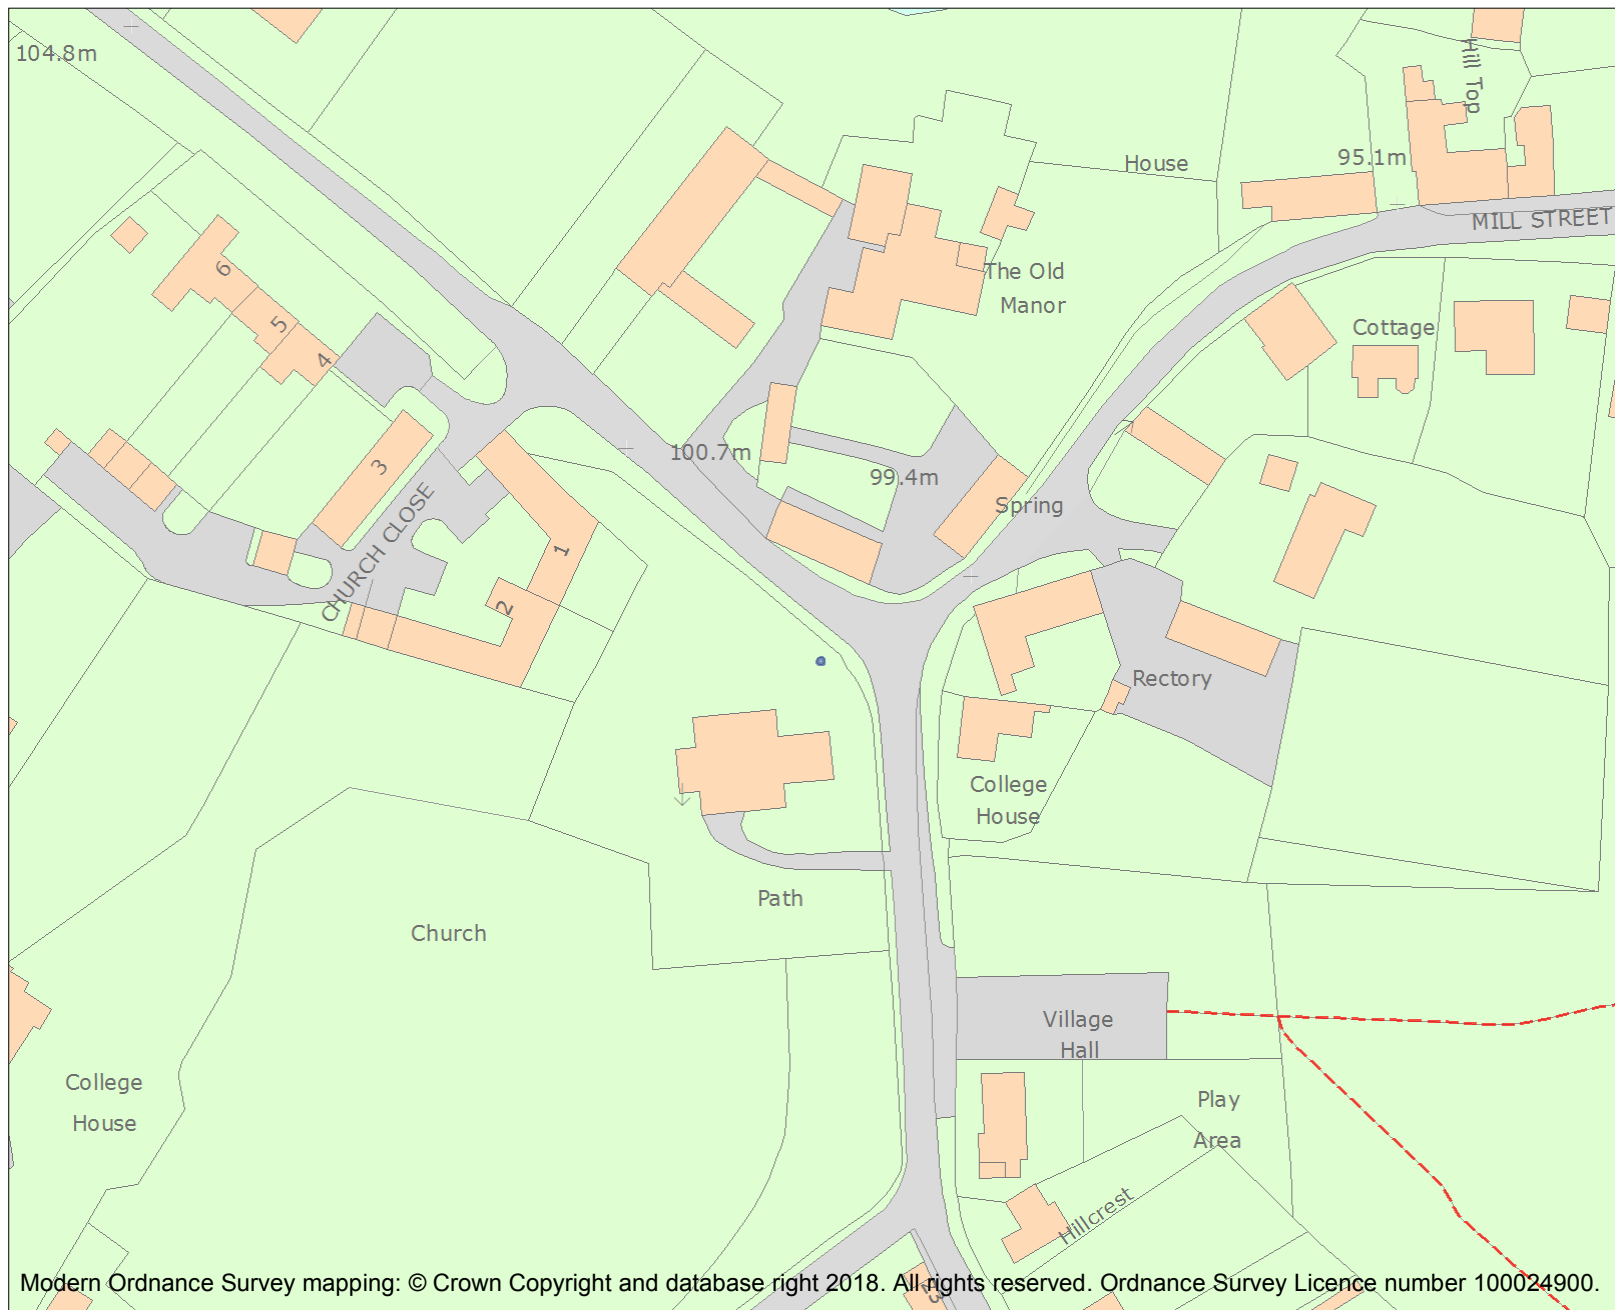 104.8m
Hill Top
House
95.1m
MILL STREET
6
The Old
Manor
5
Cottage
4
100.7m
3
99.4m
Spring
CHURCH CLOSE
1
2
Rectory
College
House
Path
Church
Village
Hall
College
House
Play
Area
Hillcrest
23
Modern Ordnance Survey mapping: © Crown Copyright and database right 2018. All rights reserved. Ordnance Survey Licence number 100024900.